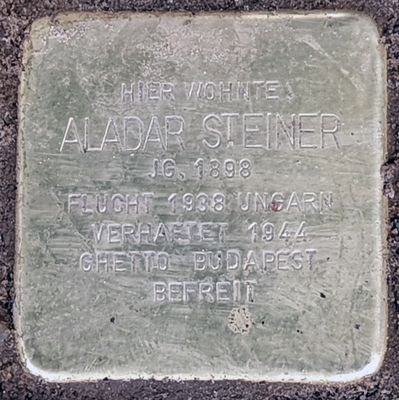 HIER WOHNTE
ALADAR STEINER
JG. 1898
FLUCHT 1938 UNGARN
VERHAFTET 1944
GHETTO BUDAPEST
BEFREIT